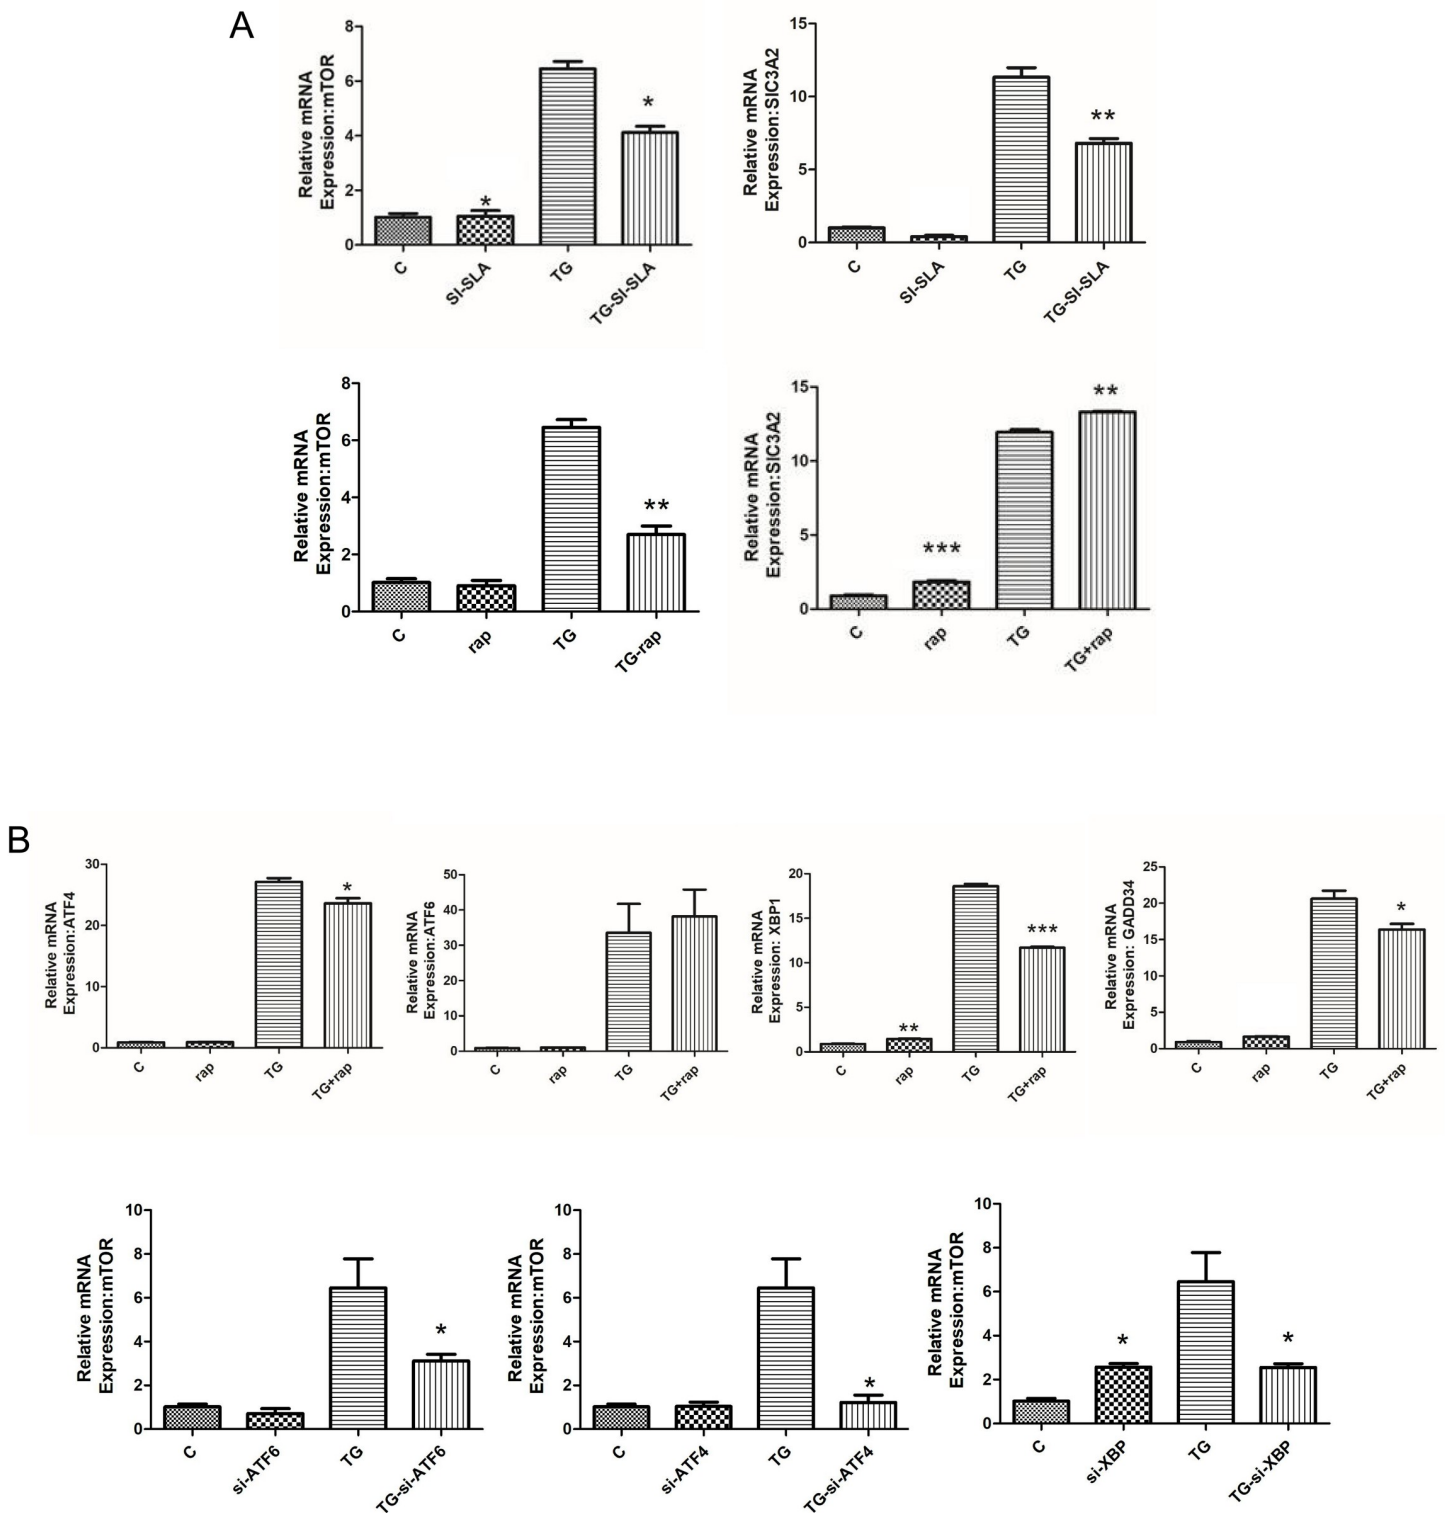 A
Relative mRNA
Expression:mTOR
8
6
4
2
0
*
*
C
SI-SLA
TG
TG-SI-SLA
Relative mRNA
Expression:SlC3A2
15
10
5
0
**
C
SI-SLA
TG
TG-SI-SLA
Relative mRNA
Expression:mTOR
8
6
4
2
0
**
C
rap
TG
TG-rap
Relative mRNA
Expression:SlC3A2
15
10
5
0
***
**
C
rap
TG
TG+rap
B
Relative mRNA
Expression:ATF4
30
20
10
0
*
C
rap
TG
TG+rap
Relative mRNA
Expression:ATF6
50
40
30
20
10
0
C
rap
TG
TG+rap
Relative mRNA
Expression: XBP1
20
15
10
5
0
**
***
C
rap
TG
TG+rap
Relative mRNA
Expression: GADD34
25
20
15
10
5
0
*
C
rap
TG
TG+rap
Relative mRNA
Expression:mTOR
10
8
6
4
2
0
*
C
si-ATF6
TG
TG-si-ATF6
Relative mRNA
Expression:mTOR
10
8
6
4
2
0
*
C
si-ATF4
TG
TG-si-ATF4
Relative mRNA
Expression:mTOR
10
8
6
4
2
0
*
*
C
si-XBP
TG
TG-si-XBP